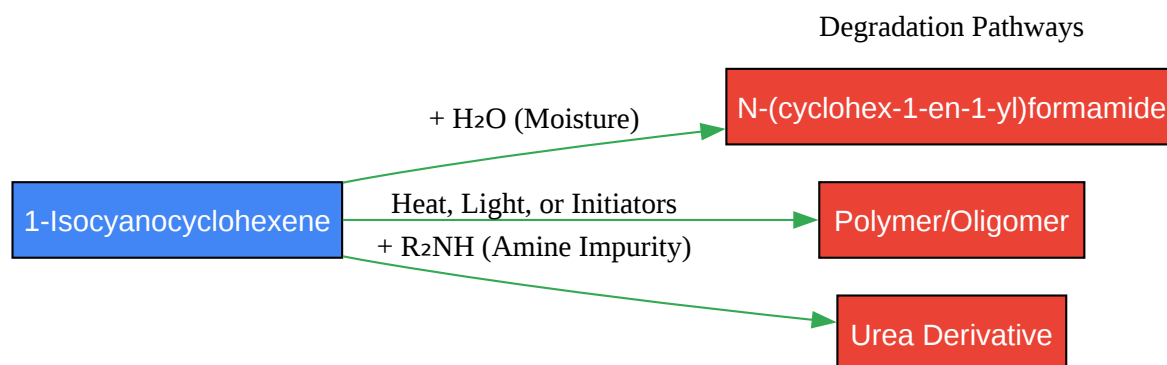 Degradation Pathways
N-(cyclohex-1-en-1-yl)formamide
+ H₂O (Moisture)
1-Isocyanocyclohexene
Heat, Light, or Initiators
Polymer/Oligomer
+ R₂NH (Amine Impurity)
Urea Derivative